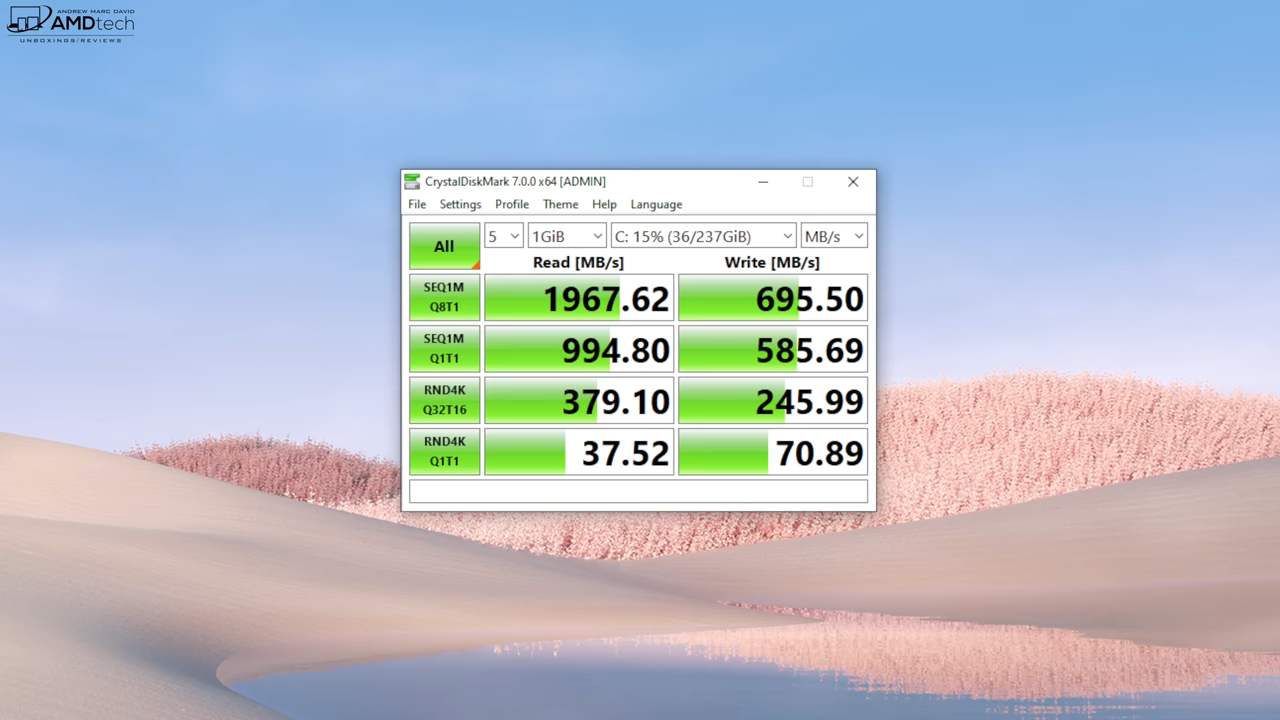 ANDREW MARC DAVID
AMDtech
UNBOXINGS/REVIEWS
CrystalDiskMark 7.0.0 x64 [ADMIN]
File Settings Profile Theme Help Language
All 5 1GiB C: 15% (36/237GiB) MB/s
Read [MB/s] Write [MB/s]
SEQ1M
Q8T1
1967.62 695.50
SEQ1M
Q1T1
994.80 585.69
RND4K
Q32T16
379.10 245.99
RND4K
Q1T1
37.52 70.89